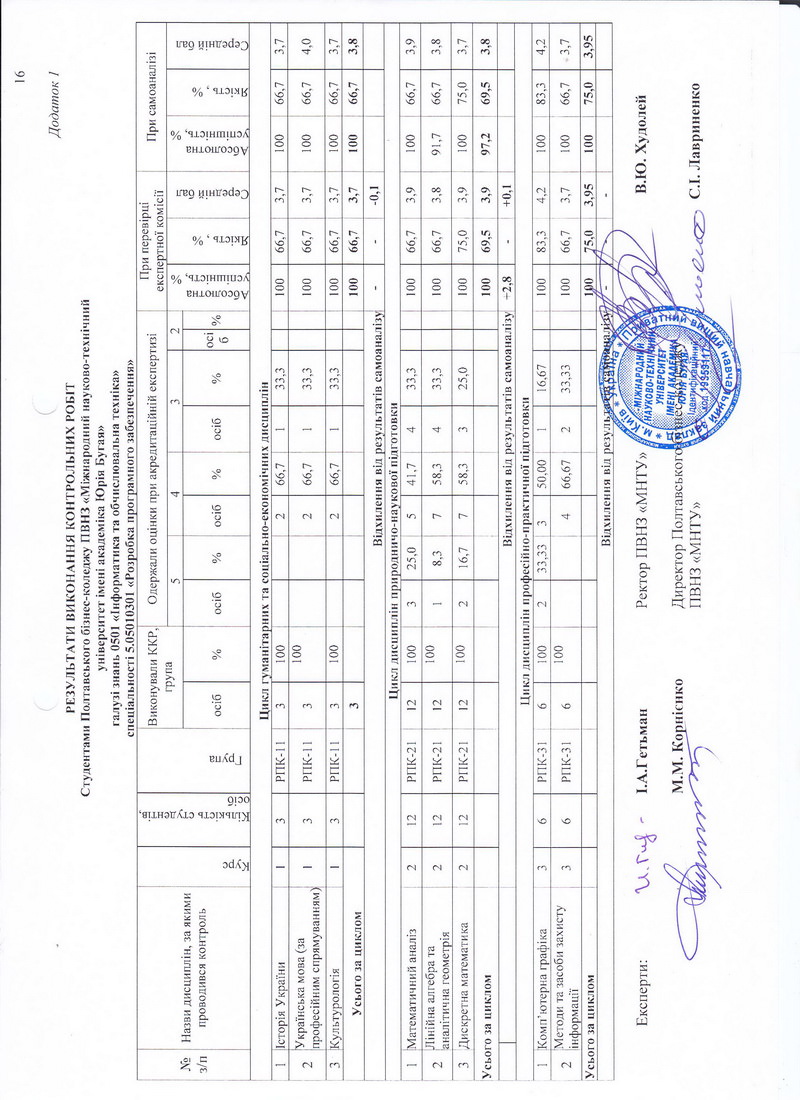 16
Додаток 1
РЕЗУЛЬТАТИ ВИКОНАННЯ КОНТРОЛЬНИХ РОБІТ
Студентами Полтавського бізнес-коледжу ПВНЗ «Міжнародний науково-технічний
університет імені академіка Юрія Бугая»
галузі знань 0501 «Інформатика та обчислювальна техніка»
спеціальності 5.05010301 «Розробка програмного забезпечення»
№ з/п Назви дисциплін, за якими проводився контроль Курс Кількість студентів, осіб Група Виконували ККР, група Одержали оцінки при акредитаційній експертизі При перевірці експертної комісії При самоаналізі
5 4 3 2
осіб % осіб % осіб % осіб % осіб % Абсолютна успішність, % Якість, % Середній бал Абсолютна успішність, % Якість, % Середній бал
Цикл гуманітарних та соціально-економічних дисциплін
1 Історія України 1 3 РПК-11 3 100 2 66,7 1 33,3 100 66,7 3,7 100 66,7 3,7
2 Українська мова (за професійним спрямуванням) 1 3 РПК-11 3 100 2 66,7 1 33,3 100 66,7 3,7 100 66,7 4,0
3 Культурологія 1 3 РПК-11 3 100 2 66,7 1 33,3 100 66,7 3,7 100 66,7 3,7
Усього за циклом 3 100 66,7 3,7 100 66,7 3,8
Відхилення від результатів самоаналізу - - -0,1
Цикл дисциплін природничо-наукової підготовки
1 Математичний аналіз 2 12 РПК-21 12 100 3 25,0 5 41,7 4 33,3 100 66,7 3,9 100 66,7 3,9
2 Лінійна алгебра та аналітична геометрія 2 12 РПК-21 12 100 1 8,3 7 58,3 4 33,3 100 66,7 3,8 91,7 66,7 3,8
3 Дискретна математика 2 12 РПК-21 12 100 2 16,7 7 58,3 3 25,0 100 75,0 3,9 100 75,0 3,7
Усього за циклом 100 69,5 3,9 97,2 69,5 3,8
Відхилення від результатів самоаналізу +2,8 - +0,1
Цикл дисциплін професійно-практичної підготовки
1 Комп'ютерна графіка 3 6 РПК-31 6 100 2 33,33 3 50,00 1 16,67 100 83,3 4,2 100 83,3 4,2
2 Методи та засоби захисту інформації 3 6 РПК-31 6 100 4 66,67 2 33,33 100 66,7 3,7 100 66,7 3,7
Усього за циклом 100 75,0 3,95 100 75,0 3,95
Відхилення від результатів самоаналізу - - -
Експерти: І.А.Гетьман Ректор ПВНЗ «МНТУ» В.Ю. Худолей
М.М. Корнієнко Директор Полтавського бізнес-коледжу
ПВНЗ «МНТУ» С.І. Лавриненко
м.Київ * Україна * Приватний вищий навчальний заклад
МІЖНАРОДНИЙ
НАУКОВО-ТЕХНІЧНИЙ
УНІВЕРСИТЕТ
ІМЕНІ АКАДЕМІКА
ЮРІЯ БУГАЯ
Ідентифікаційний
код